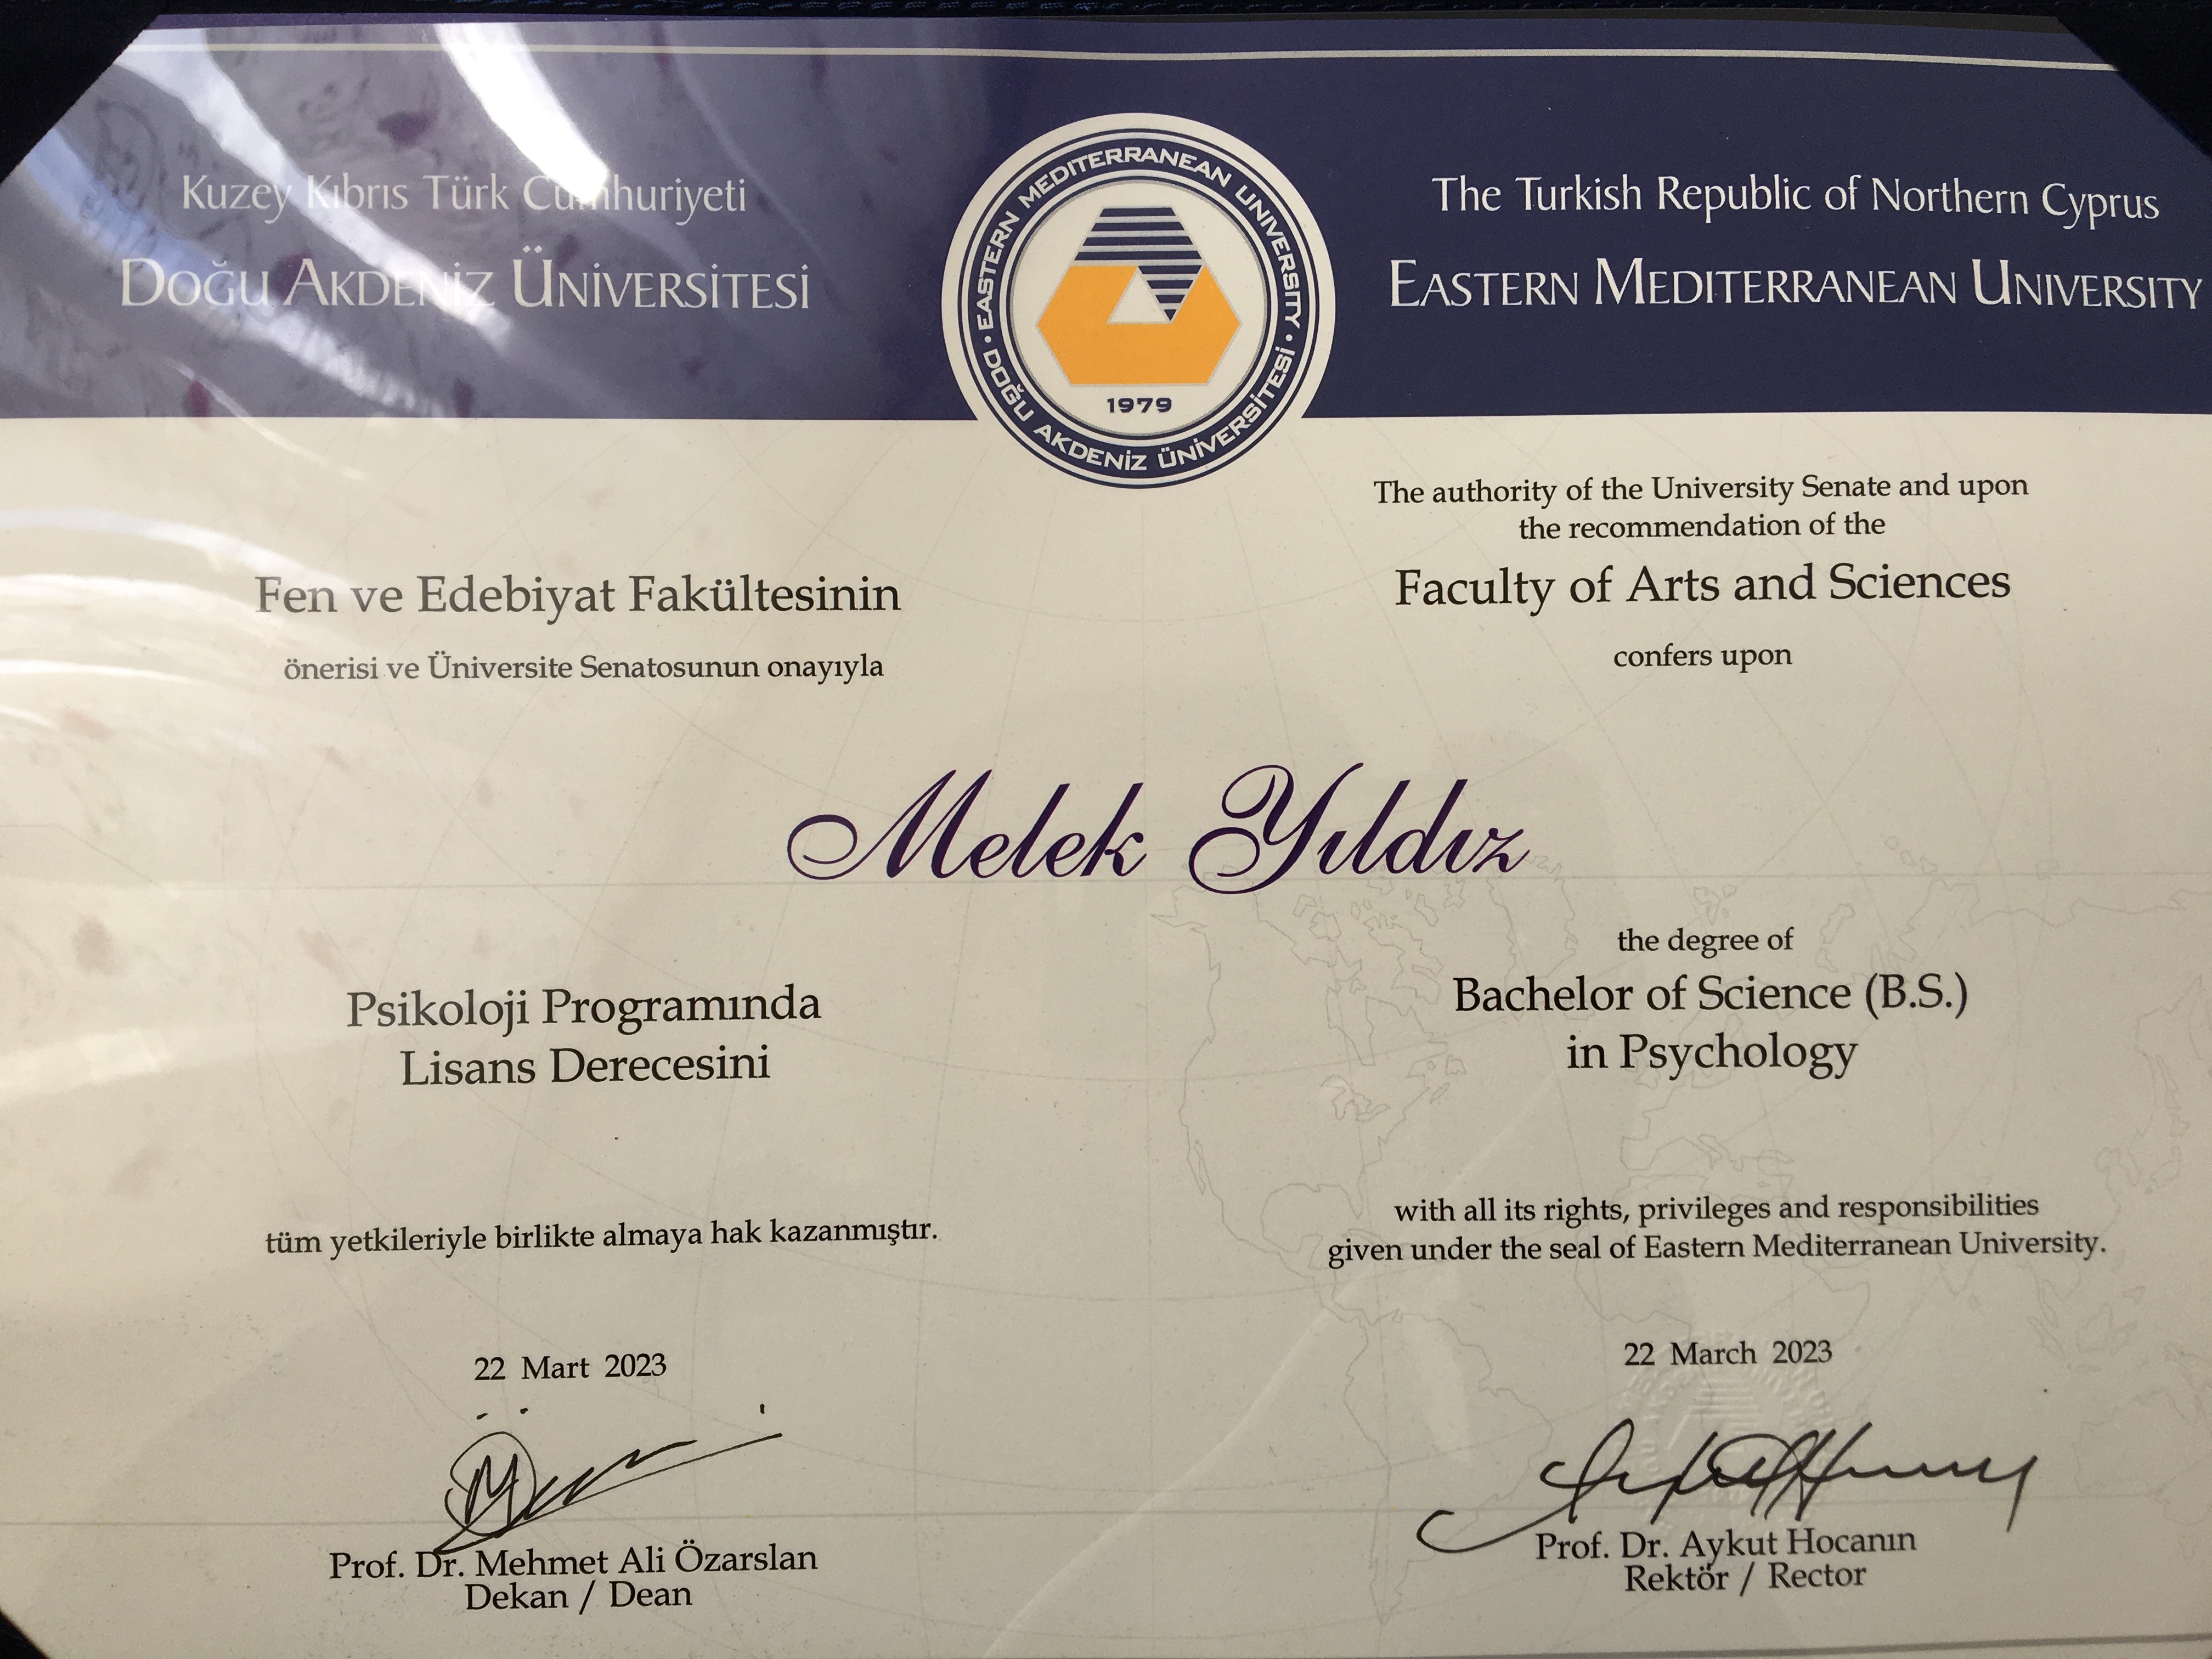 Kuzey Kıbrıs Türk Cumhuriyeti
DOĞU AKDENİZ ÜNİVERSİTESİ
EASTERN MEDITERRANEAN UNIVERSITY
DOĞU AKDENİZ ÜNİVERSİTESİ
1979
The Turkish Republic of Northern Cyprus
EASTERN MEDITERRANEAN UNIVERSITY
Fen ve Edebiyat Fakültesinin
önerisi ve Üniversite Senatosunun onayıyla
The authority of the University Senate and upon
the recommendation of the
Faculty of Arts and Sciences
confers upon
Melek Yıldız
Psikoloji Programında
Lisans Derecesini
tüm yetkileriyle birlikte almaya hak kazanmıştır.
the degree of
Bachelor of Science (B.S.)
in Psychology
with all its rights, privileges and responsibilities
given under the seal of Eastern Mediterranean University.
22 Mart 2023
Prof. Dr. Mehmet Ali Özarslan
Dekan / Dean
22 March 2023
Prof. Dr. Aykut Hocanın
Rektör / Rector